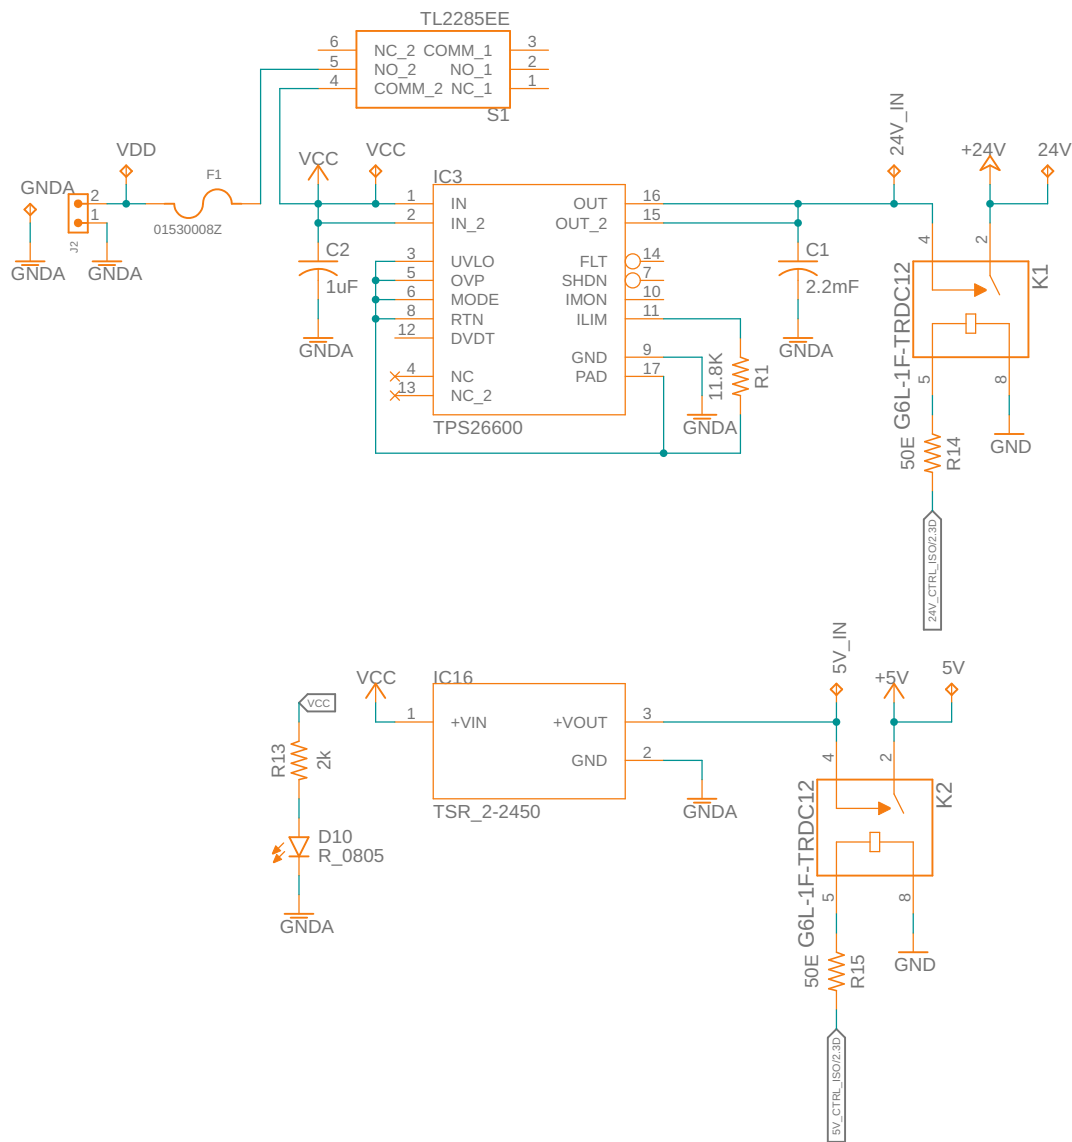 TL2285EE
6 NC_2 COMM_1 3
5 NO_2 NO_1 2
4 COMM_2 NC_1 1
S1
VDD
GNDA
2
1
J2
GNDA
GNDA
F1
01530008Z
VCC
VCC
C2
1uF
GNDA
IC3
1 IN OUT 16
2 IN_2 OUT_2 15
3 UVLO FLT 14
5 OVP SHDN 7
6 MODE IMON 10
8 RTN ILIM 11
12 DVDT
GND 9
4 NC PAD 17
13 NC_2
TPS26600
GNDA
11.8K
R1
C1
2.2mF
GNDA
24V_IN
+24V
24V
4
2
K1
G6L-1F-TRDC12
5
8
50E
R14
GND
24V_CTRL_ISO/2.3D
VCC
R13
2k
D10
R_0805
GNDA
VCC
IC16
1 +VIN +VOUT 3
GND 2
TSR_2-2450
GNDA
5V_IN
+5V
5V
4
2
K2
G6L-1F-TRDC12
5
8
50E
R15
GND
5V_CTRL_ISO/2.3D